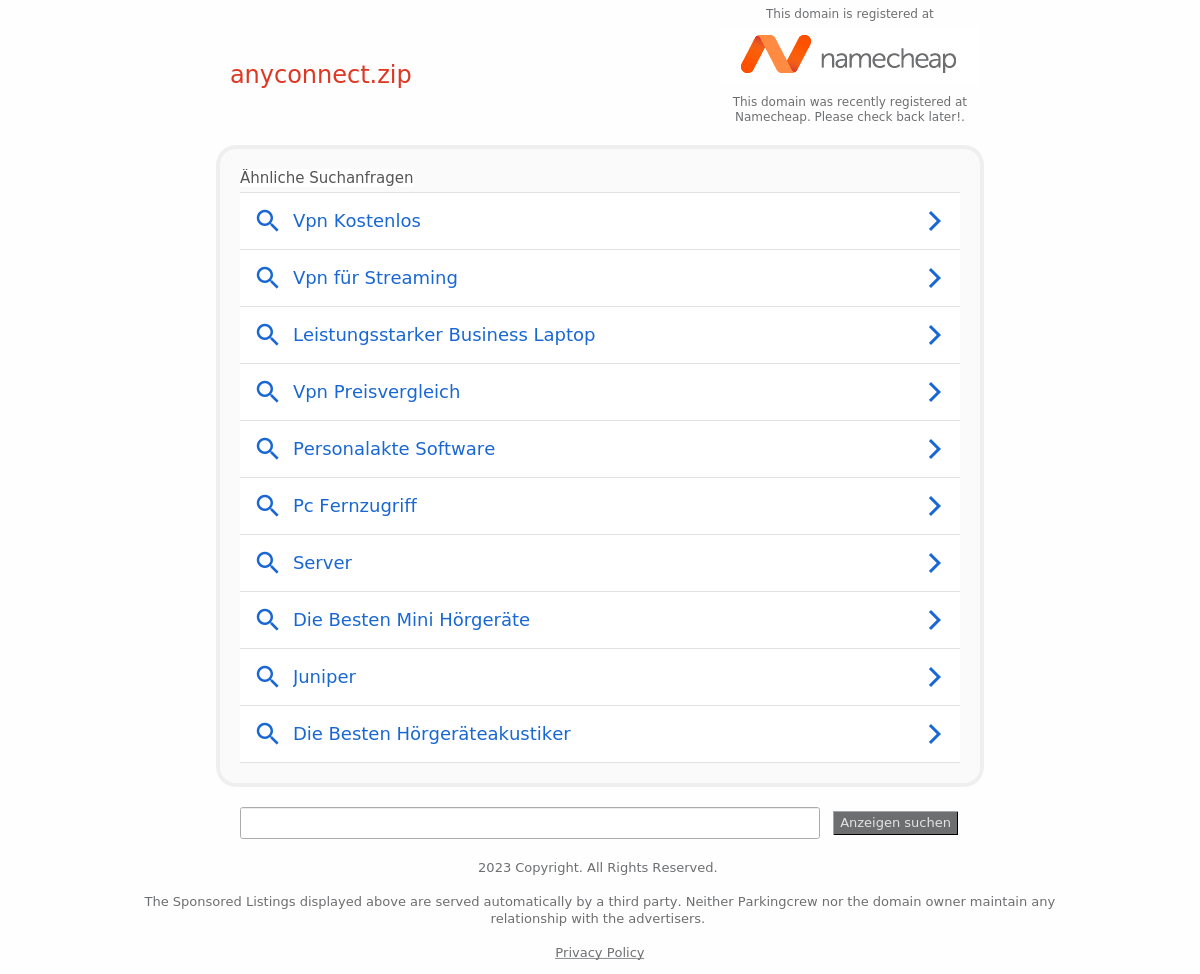 This domain is registered at
namecheap
anyconnect.zip
This domain was recently registered at
Namecheap. Please check back later!.
Ähnliche Suchanfragen
Vpn Kostenlos
Vpn für Streaming
Leistungsstarker Business Laptop
Vpn Preisvergleich
Personalakte Software
Pc Fernzugriff
Server
Die Besten Mini Hörgeräte
Juniper
Die Besten Hörgeräteakustiker
Anzeigen suchen
2023 Copyright. All Rights Reserved.
The Sponsored Listings displayed above are served automatically by a third party. Neither Parkingcrew nor the domain owner maintain any
relationship with the advertisers.
Privacy Policy